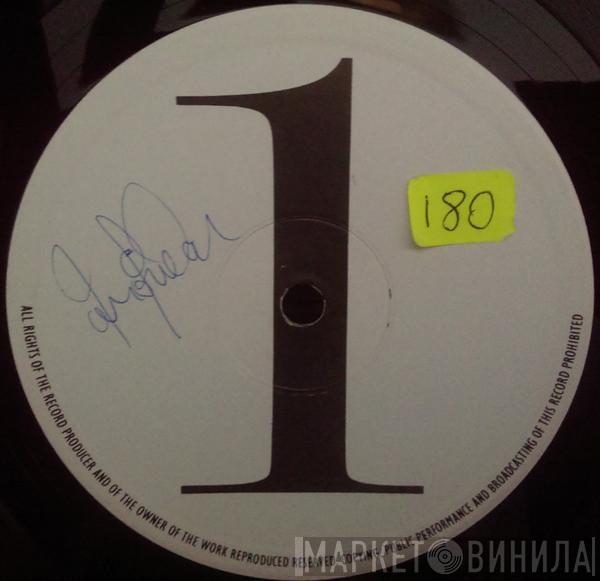 1
180
ALL RIGHTS OF THE RECORD PRODUCER AND OF THE OWNER OF THE WORK REPRODUCED RESERVED COPYING, PUBLIC PERFORMANCE AND BROADCASTING OF THIS RECORD PROHIBITED
МАРКЕТ ВИНИЛА